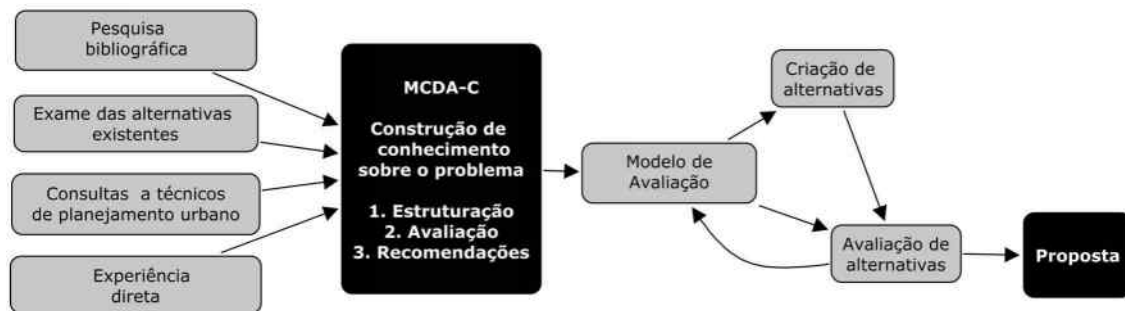 Pesquisa
bibliográfica
Exame das alternativas
existentes
Consultas a técnicos
de planejamento urbano
Experiência
direta
MCDA-C
Construção de
conhecimento
sobre o problema
1. Estruturação
2. Avaliação
3. Recomendações
Modelo de
Avaliação
Criação de
alternativas
Avaliação de
alternativas
Proposta